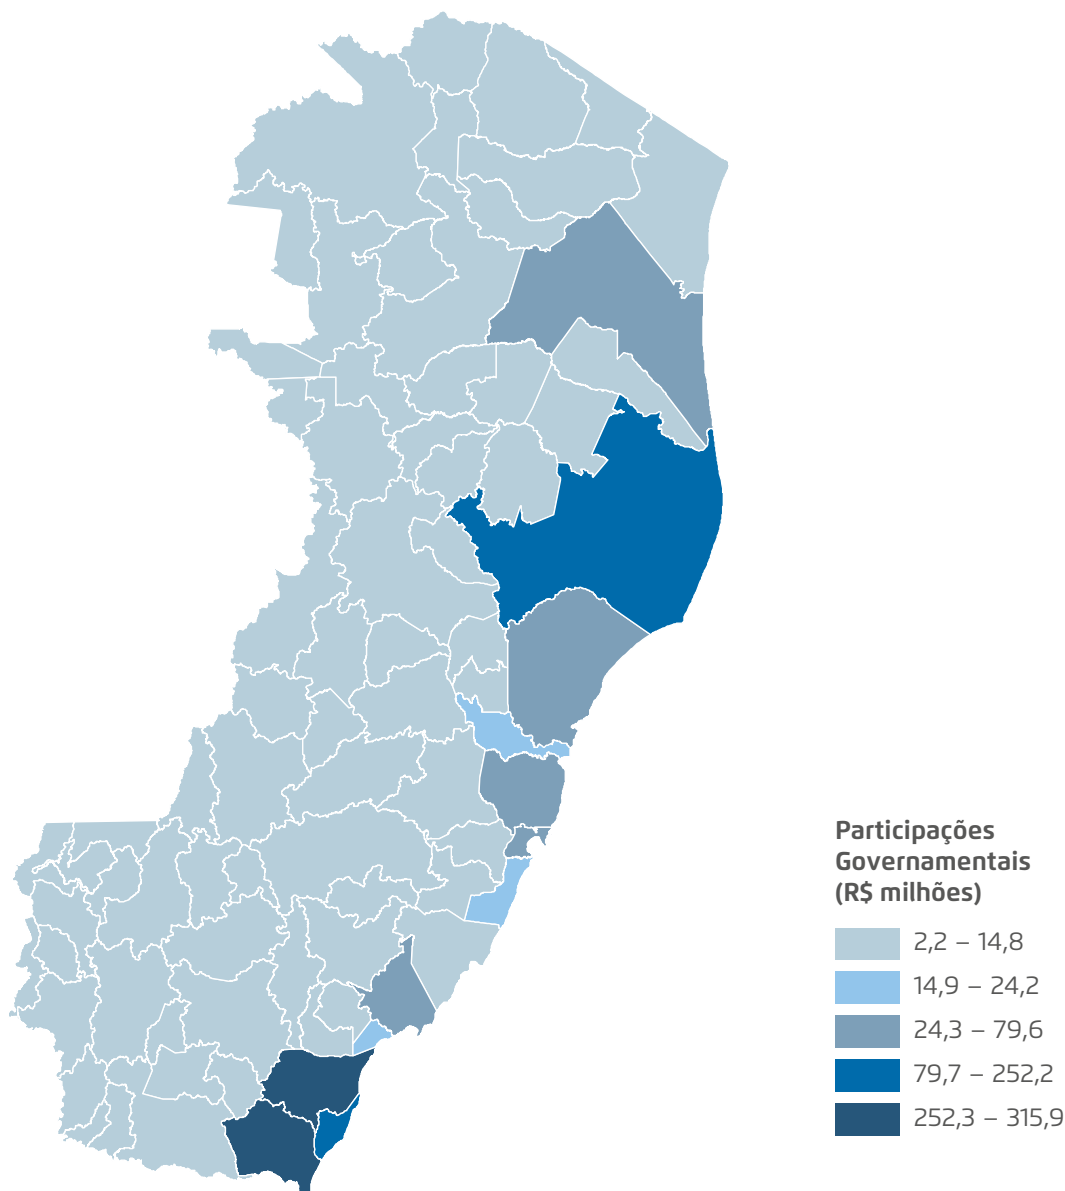 Participações
Governamentais
(R$ milhões)
2,2 – 14,8
14,9 – 24,2
24,3 – 79,6
79,7 – 252,2
252,3 – 315,9